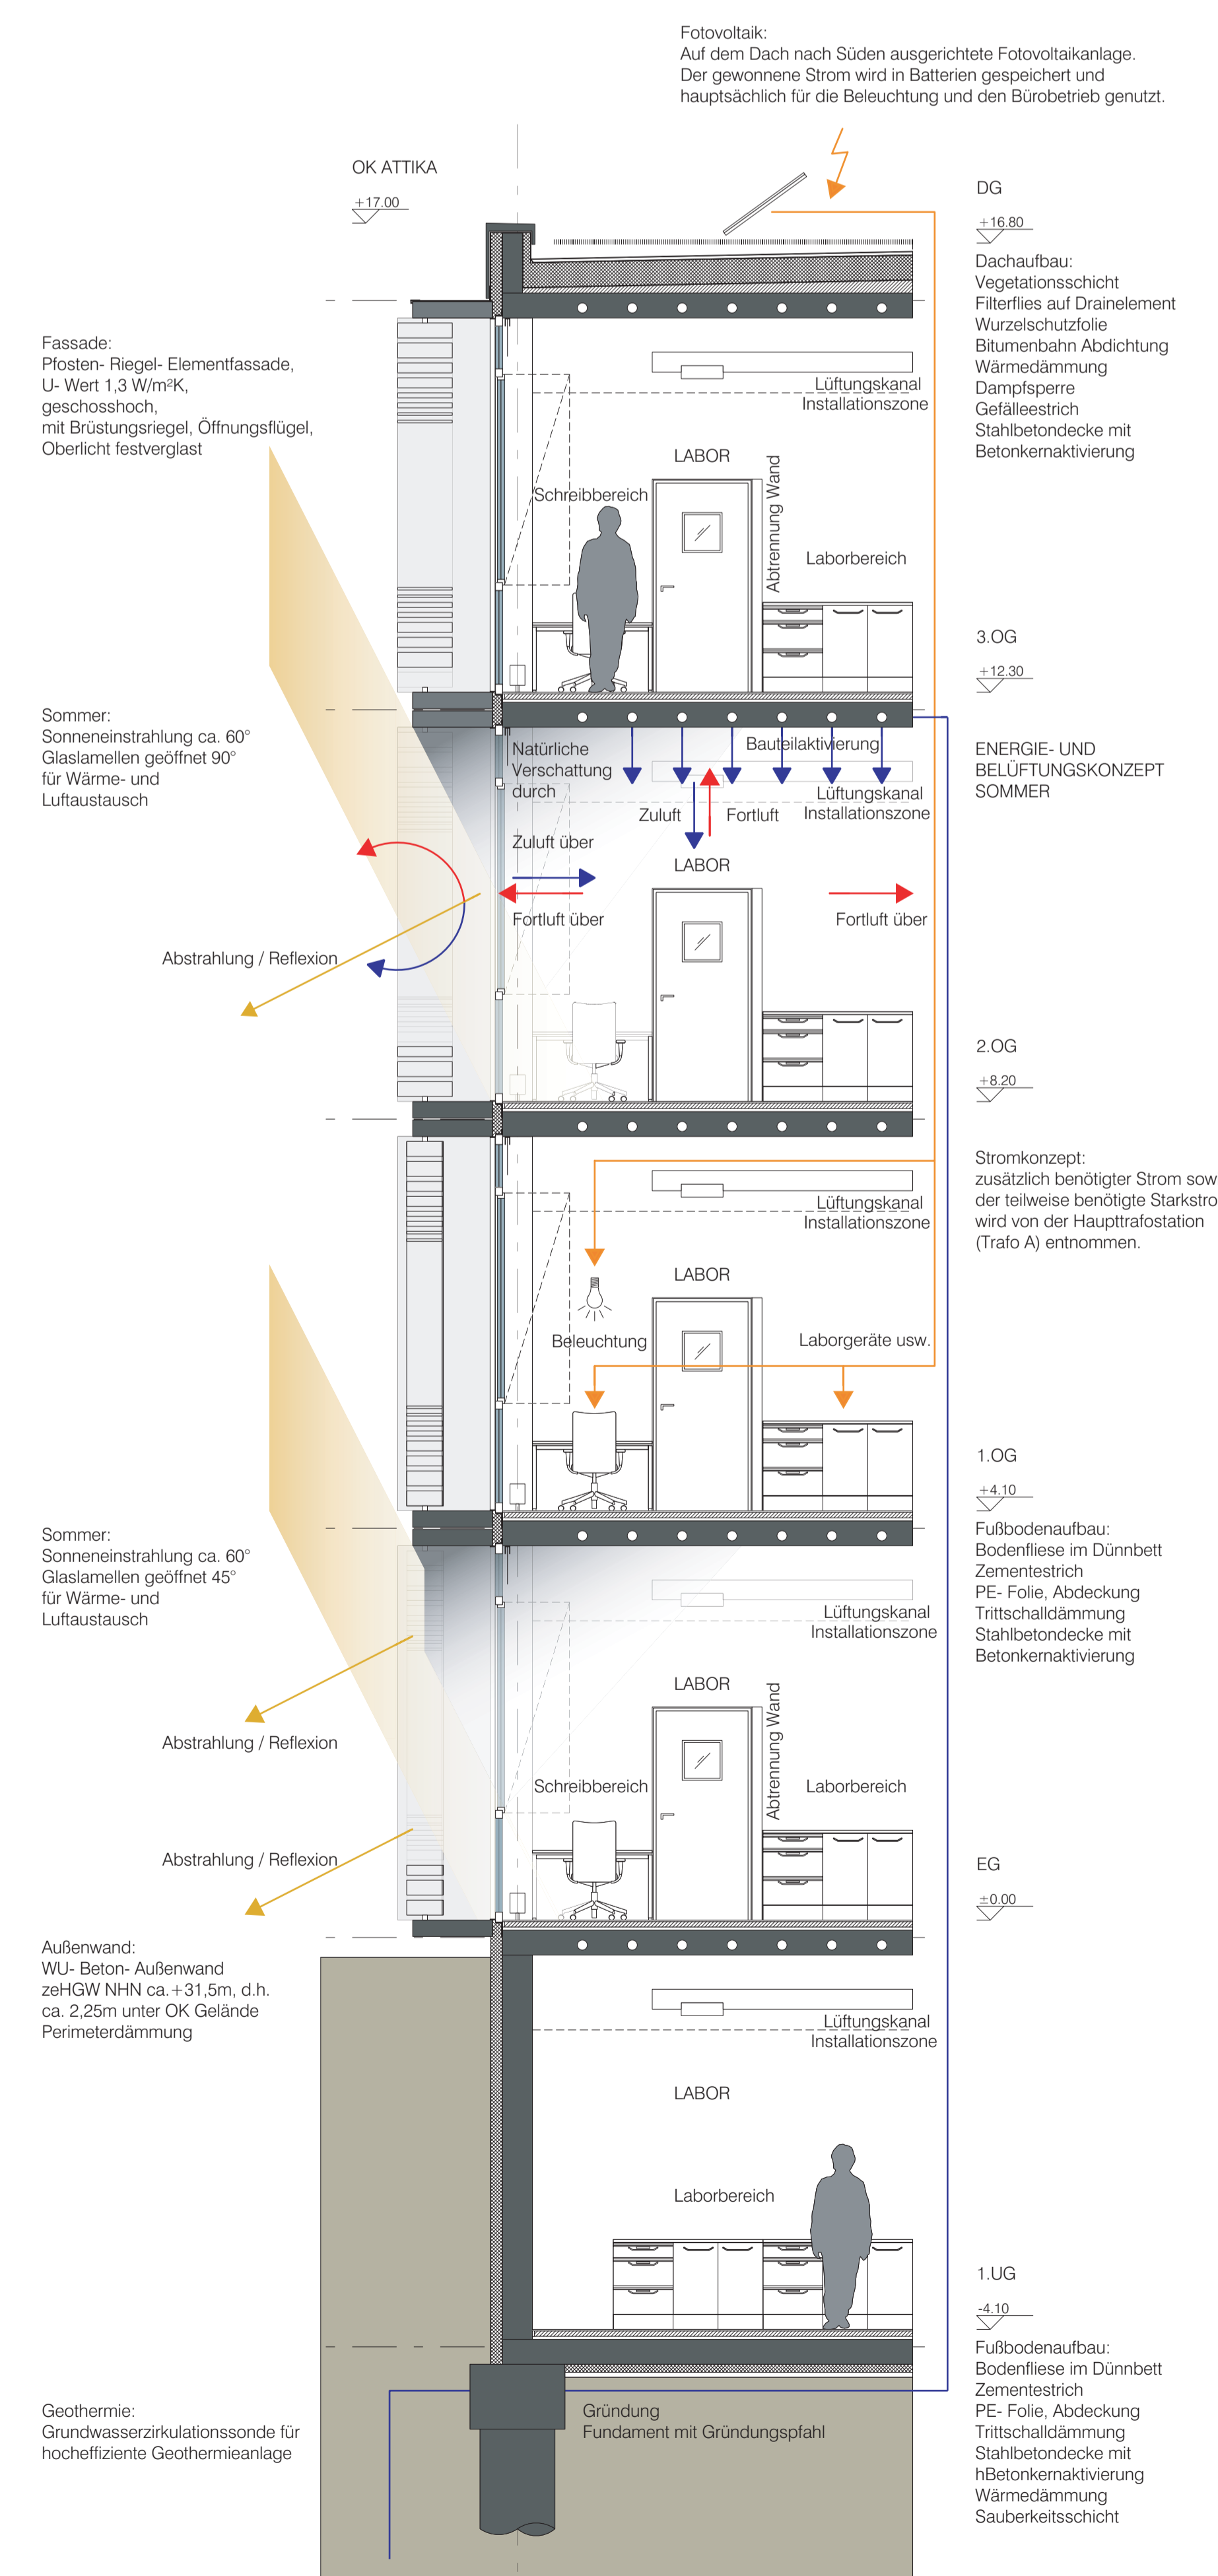 Fotovoltaik:
Auf dem Dach nach Süden ausgerichtete Fotovoltaikanlage.
Der gewonnene Strom wird in Batterien gespeichert und
hauptsächlich für die Beleuchtung und den Bürobetrieb genutzt.
OK ATTIKA
+17.00
DG
+16.80
Dachaufbau:
Vegetationsschicht
Filterflies auf Drainelement
Wurzelschutzfolie
Bitumenbahn Abdichtung
Wärmedämmung
Dampfsperre
Gefälleestrich
Stahlbetondecke mit
Betonkernaktivierung
Fassade:
Pfosten- Riegel- Elementfassade,
U- Wert 1,3 W/m²K,
geschosshoch,
mit Brüstungsriegel, Öffnungsflügel,
Oberlicht festverglast
Lüftungskanal
Installationszone
LABOR
Schreibbereich
Abtrennung Wand
Laborbereich
3.OG
+12.30
Sommer:
Sonneneinstrahlung ca. 60°
Glaslamellen geöffnet 90°
für Wärme- und
Luftaustausch
Natürliche
Verschattung
durch
Bauteilaktivierung
Lüftungskanal
Installationszone
Zuluft
Fortluft
ENERGIE- UND
BELÜFTUNGSKONZEPT
SOMMER
Zuluft über
LABOR
Fortluft über
Fortluft über
Abstrahlung / Reflexion
2.OG
+8.20
Stromkonzept:
zusätzlich benötigter Strom sow
der teilweise benötigte Starkstro
wird von der Haupttrafostation
(Trafo A) entnommen.
Lüftungskanal
Installationszone
LABOR
Beleuchtung
Laborgeräte usw.
1.OG
+4.10
Fußbodenaufbau:
Bodenfliese im Dünnbett
Zementestrich
PE- Folie, Abdeckung
Trittschalldämmung
Stahlbetondecke mit
Betonkernaktivierung
Sommer:
Sonneneinstrahlung ca. 60°
Glaslamellen geöffnet 45°
für Wärme- und
Luftaustausch
Lüftungskanal
Installationszone
LABOR
Abstrahlung / Reflexion
Schreibbereich
Abtrennung Wand
Laborbereich
Abstrahlung / Reflexion
EG
±0.00
Außenwand:
WU- Beton- Außenwand
zeHGW NHN ca.+31,5m, d.h.
ca. 2,25m unter OK Gelände
Perimeterdämmung
Lüftungskanal
Installationszone
LABOR
Laborbereich
1.UG
-4.10
Fußbodenaufbau:
Bodenfliese im Dünnbett
Zementestrich
PE- Folie, Abdeckung
Trittschalldämmung
Stahlbetondecke mit
hBetonkernaktivierung
Wärmedämmung
Sauberkeitsschicht
Geothermie:
Grundwasserzirkulationssonde für
hocheffiziente Geothermieanlage
Gründung
Fundament mit Gründungspfahl